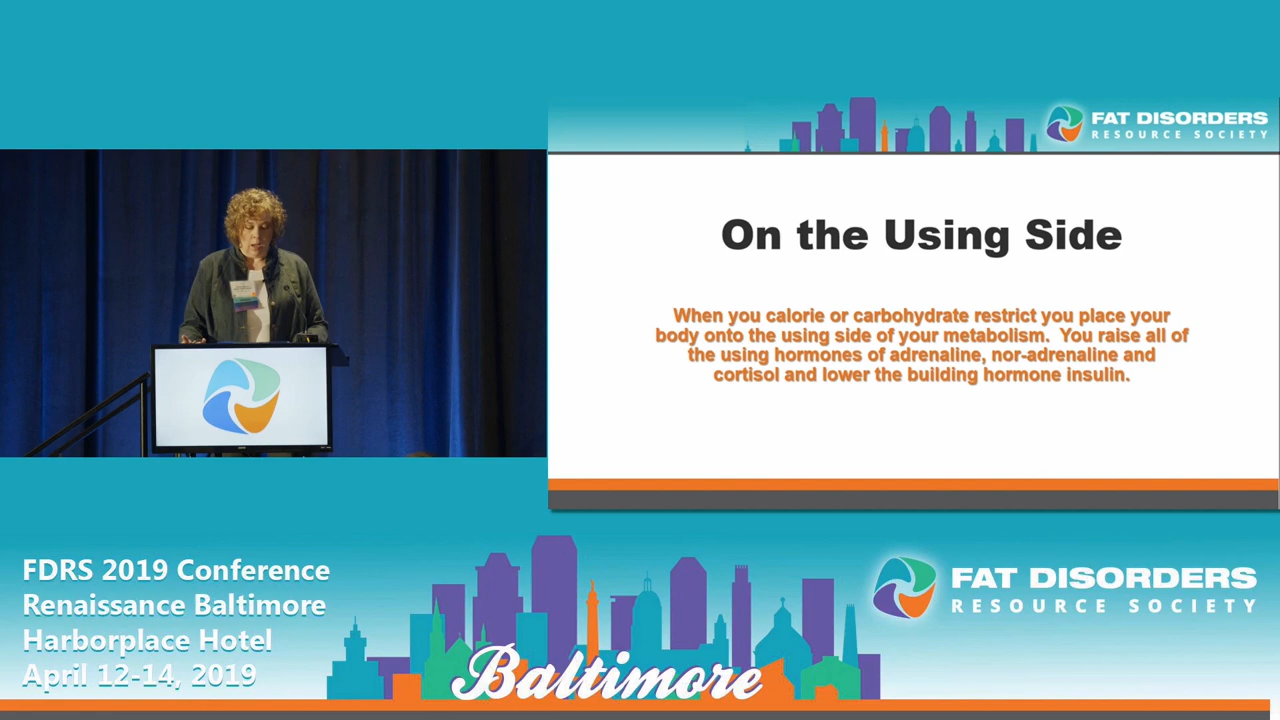 FAT DISORDERS
RESOURCE SOCIETY
On the Using Side
When you calorie or carbohydrate restrict you place your
body onto the using side of your metabolism.  You raise all of
the using hormones of adrenaline, nor-adrenaline and
cortisol and lower the building hormone insulin.
FDRS 2019 Conference
Renaissance Baltimore
Harborplace Hotel
April 12-14, 2019
Baltimore
FAT DISORDERS
RESOURCE SOCIETY